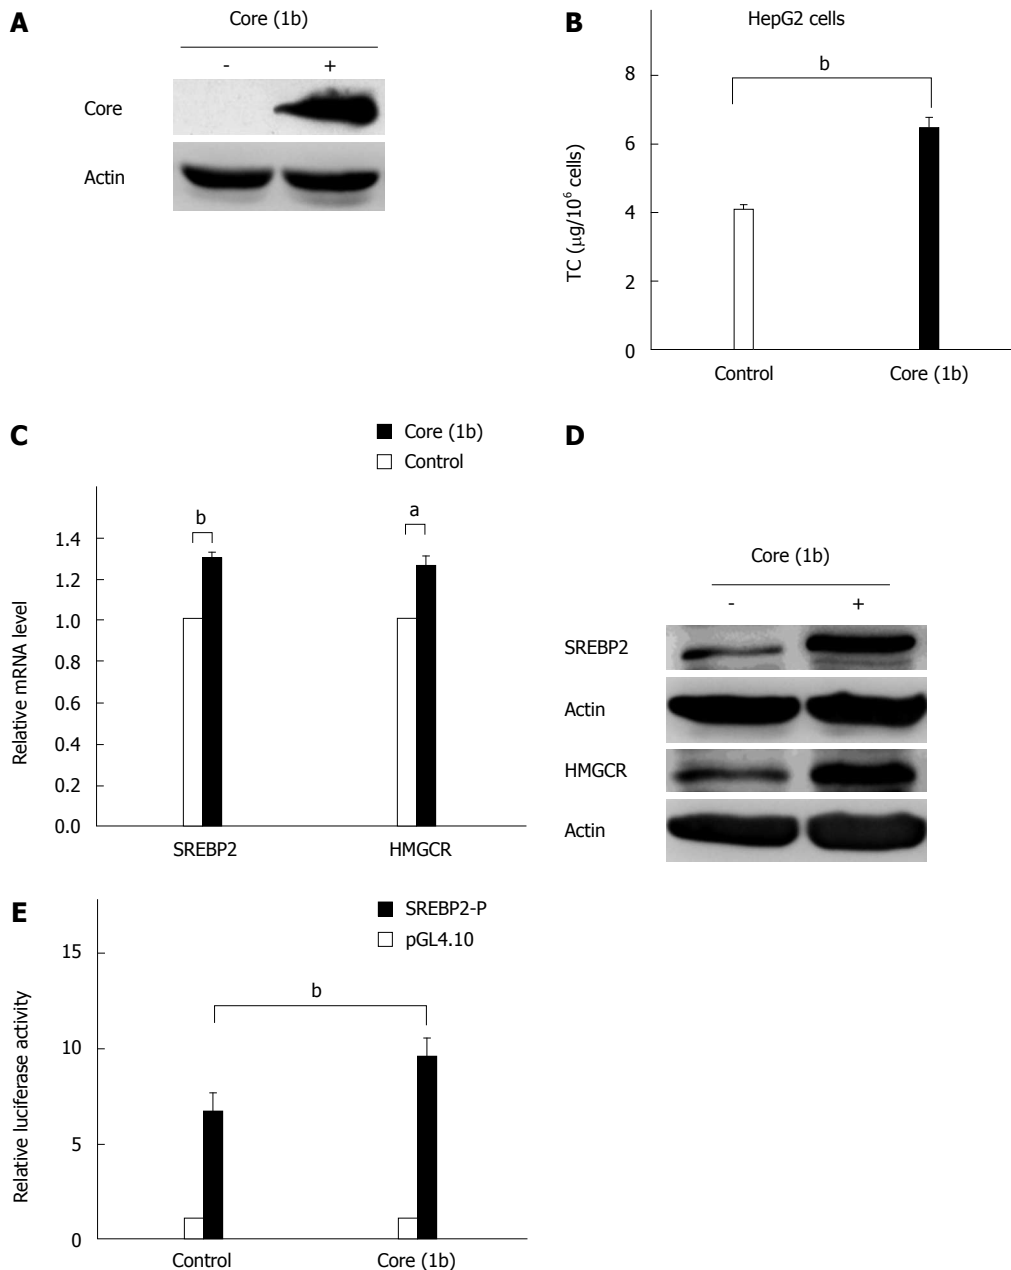 A
Core (1b)
- +
Core
Actin
B
HepG2 cells
b
TC (μg/10⁶ cells)
8
6
4
2
0
Control Core (1b)
C
Core (1b)
Control
b
a
Relative mRNA level
1.4
1.2
1.0
0.8
0.6
0.4
0.2
0.0
SREBP2 HMGCR
D
Core (1b)
- +
SREBP2
Actin
HMGCR
Actin
E
SREBP2-P
pGL4.10
b
Relative luciferase activity
15
10
5
0
Control Core (1b)